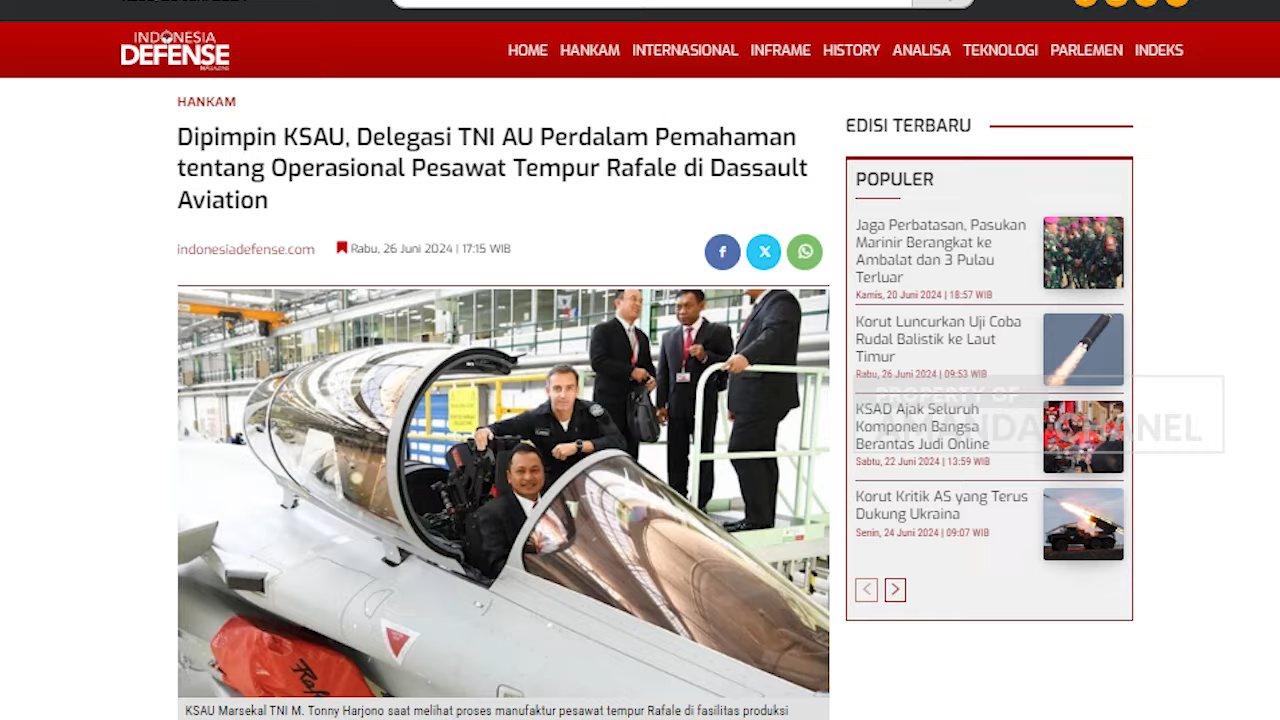 INDONESIA
DEFENSE
MAGAZINE
HOME HANKAM INTERNASIONAL INFRAME HISTORY ANALISA TEKNOLOGI PARLEMEN INDEKS
HANKAM
Dipimpin KSAU, Delegasi TNI AU Perdalam Pemahaman
tentang Operasional Pesawat Tempur Rafale di Dassault
Aviation
indonesiadefense.com
Rabu, 26 Juni 2024 | 17:15 WIB
KSAU Marsekal TNI M. Tonny Harjono saat melihat proses manufaktur pesawat tempur Rafale di fasilitas produksi
EDISI TERBARU
POPULER
Jaga Perbatasan, Pasukan
Marinir Berangkat ke
Ambalat dan 3 Pulau
Terluar
Kamis, 20 Juni 2024 | 18:57 WIB
Korut Luncurkan Uji Coba
Rudal Balistik ke Laut
Timur
Rabu, 26 Juni 2024 | 09:53 WIB
PROPERTY OF
KSAD Ajak Seluruh
Komponen Bangsa
Berantas Judi Online
Sabtu, 22 Juni 2024 | 13:59 WIB
Korut Kritik AS yang Terus
Dukung Ukraina
Senin, 24 Juni 2024 | 09:07 WIB